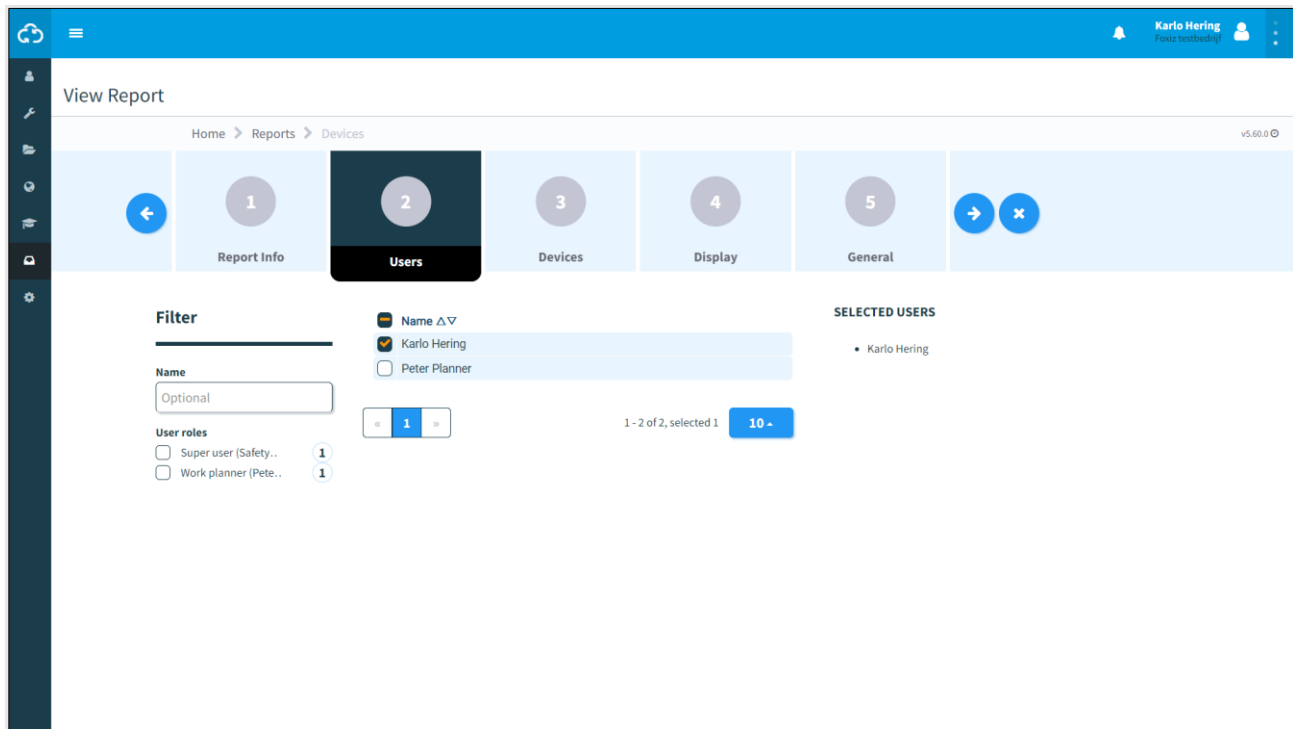 Karlo Hering
Foxiz testbedrijf
View Report
Home Reports Devices
v5.60.0
1
Report Info
2
Users
3
Devices
4
Display
5
General
Filter
Name
Optional
User roles
Super user (Safety.. 1
Work planner (Pete.. 1
Name
Karlo Hering
Peter Planner
« 1 »
1 - 2 of 2, selected 1
10
SELECTED USERS
• Karlo Hering